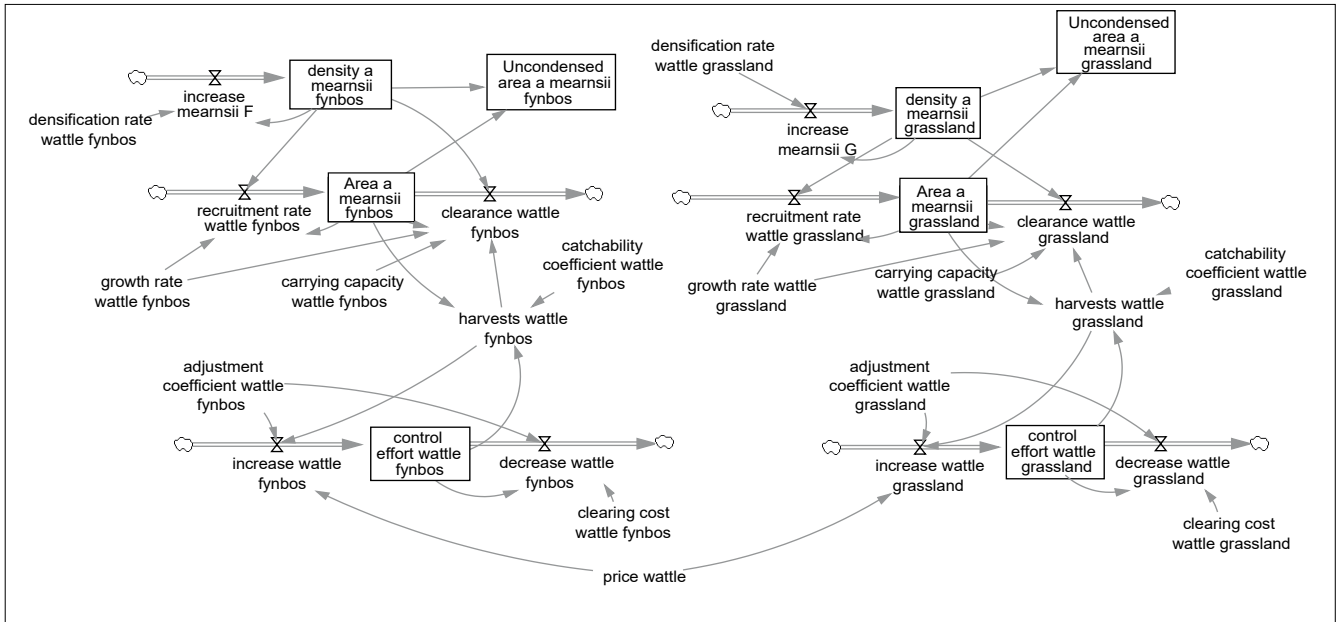 densification rate
wattle fynbos
increase
mearnsii F
density a
mearnsii
fynbos
Uncondensed
area a mearnsii
fynbos
recruitment rate
wattle fynbos
Area a
mearnsii
fynbos
clearance wattle
fynbos
growth rate
wattle fynbos
carrying capacity
wattle fynbos
catchability
coefficient wattle
fynbos
harvests wattle
fynbos
adjustment
coefficient wattle
fynbos
increase wattle
fynbos
control
effort wattle
fynbos
decrease wattle
fynbos
clearing cost
wattle fynbos
price wattle
densification rate
wattle grassland
increase
mearnsii G
density a
mearnsii
grassland
Uncondensed
area a
mearnsii
grassland
recruitment rate
wattle grassland
Area a
mearnsii
grassland
clearance wattle
grassland
growth rate wattle
grassland
carrying capacity
wattle grassland
catchability
coefficient wattle
grassland
harvests wattle
grassland
adjustment
coefficient wattle
grassland
increase wattle
grassland
control
effort wattle
grassland
decrease wattle
grassland
clearing cost
wattle grassland